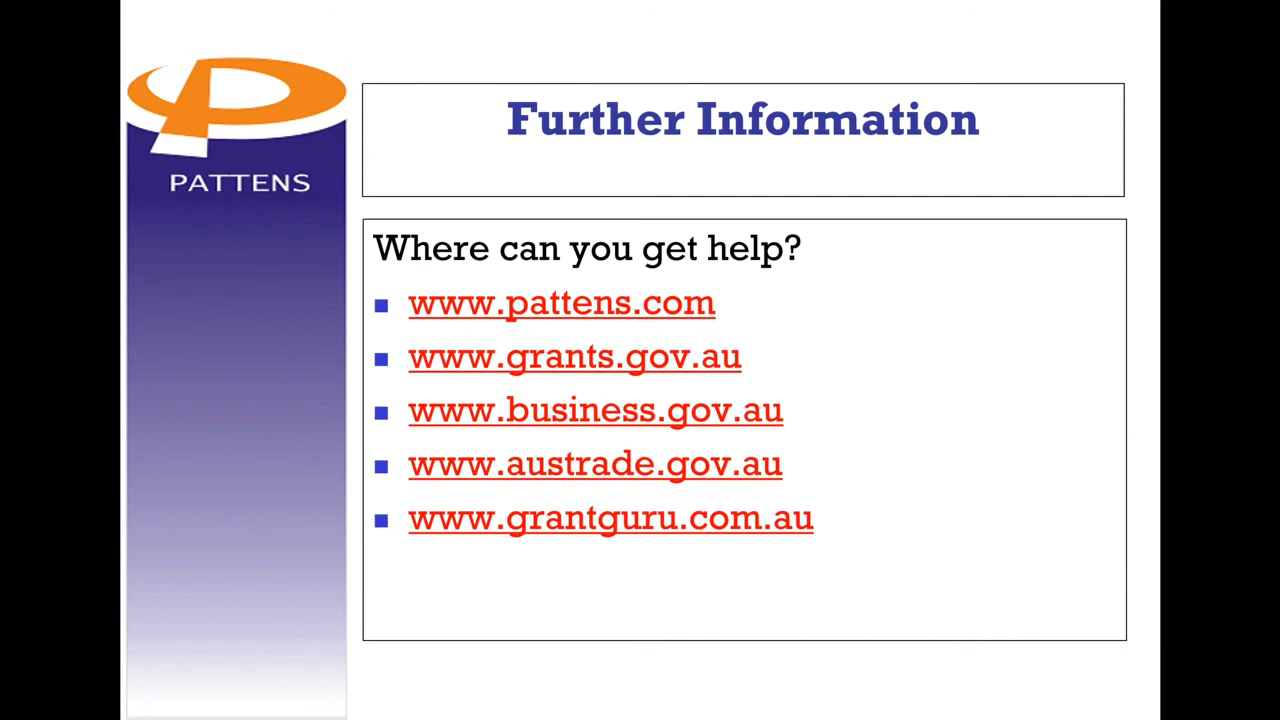 PATTENS
Further Information
Where can you get help?
www.pattens.com
www.grants.gov.au
www.business.gov.au
www.austrade.gov.au
www.grantguru.com.au